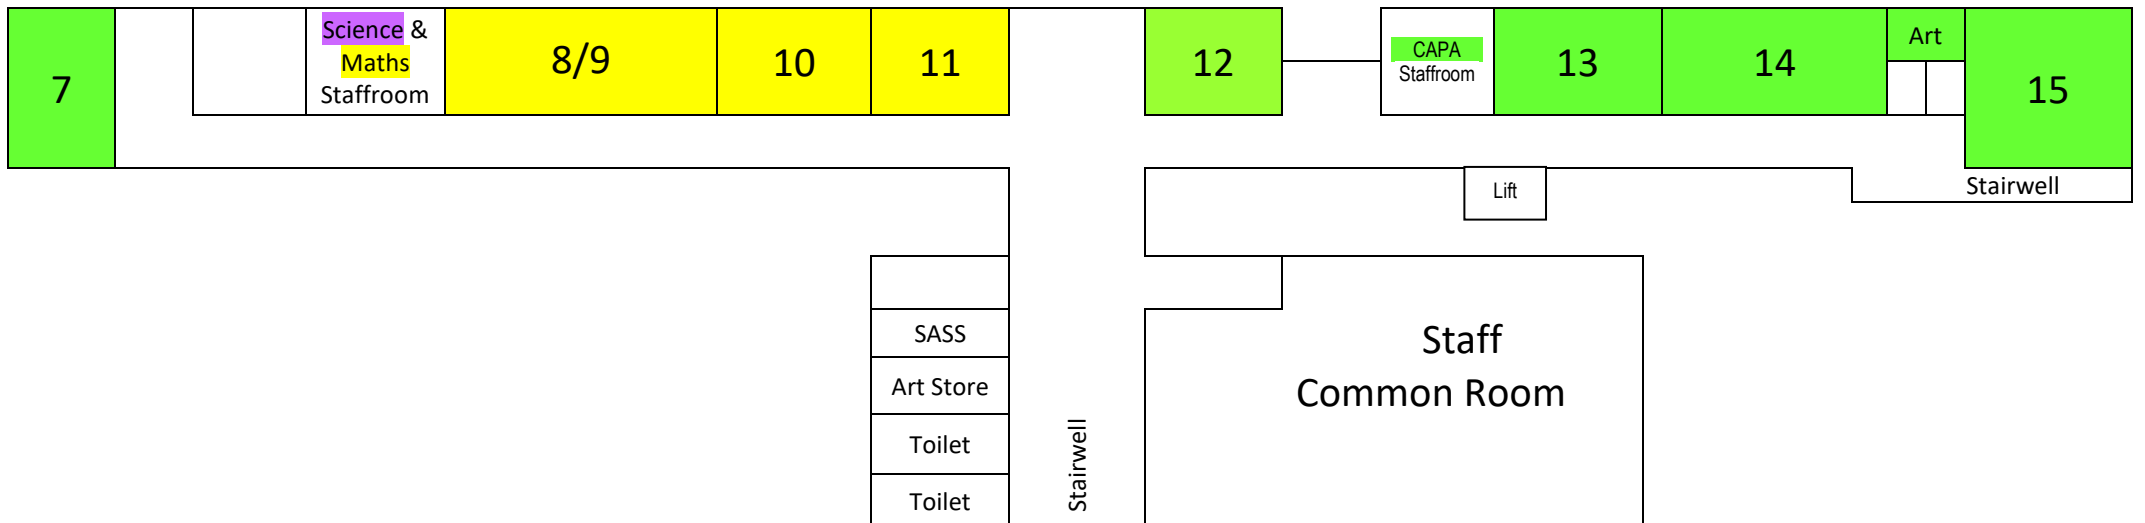 7
Science &
Maths
Staffroom
8/9
10
11
12
CAPA
Staffroom
13
14
Art
15
Lift
Stairwell
SASS
Art Store
Toilet
Toilet
Stairwell
Staff
Common Room